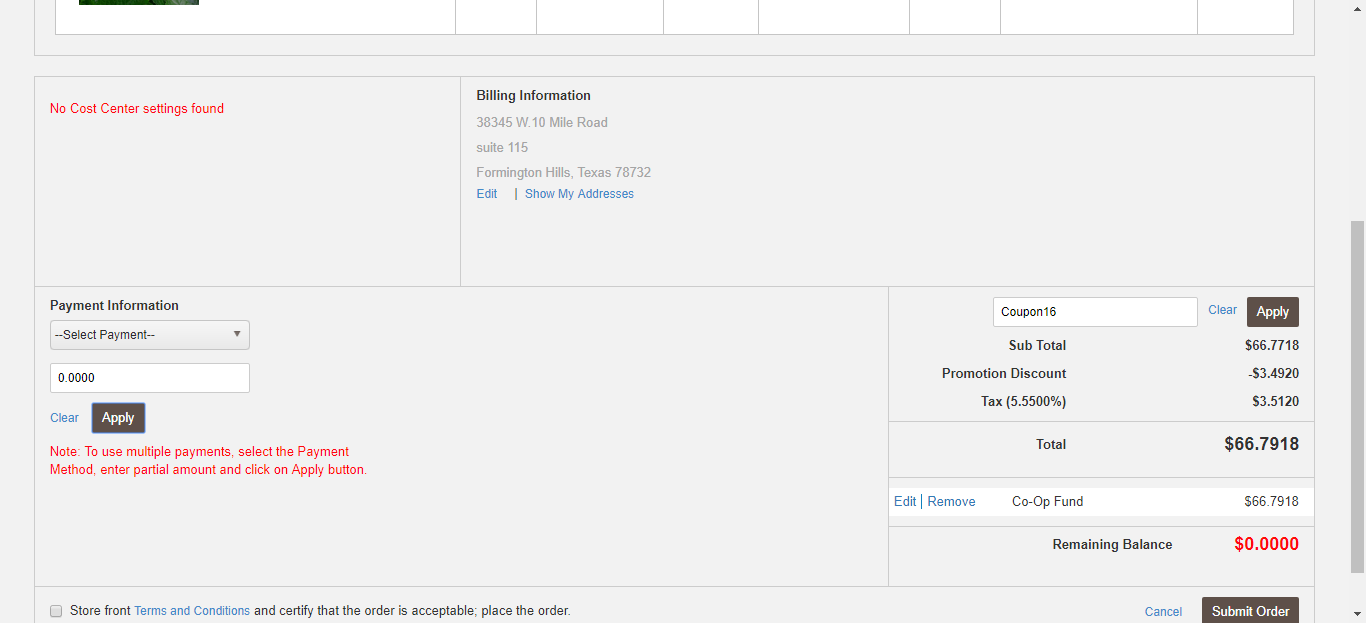 No Cost Center settings found
Billing Information
38345 W.10 Mile Road
suite 115
Formington Hills, Texas 78732
Edit | Show My Addresses
Payment Information
--Select Payment--
0.0000
Clear Apply
Note: To use multiple payments, select the Payment
Method, enter partial amount and click on Apply button.
Coupon16 Clear Apply
Sub Total $66.7718
Promotion Discount -$3.4920
Tax (5.5500%) $3.5120
Total $66.7918
Edit | Remove Co-Op Fund $66.7918
Remaining Balance $0.0000
Store front Terms and Conditions and certify that the order is acceptable; place the order.
Cancel Submit Order